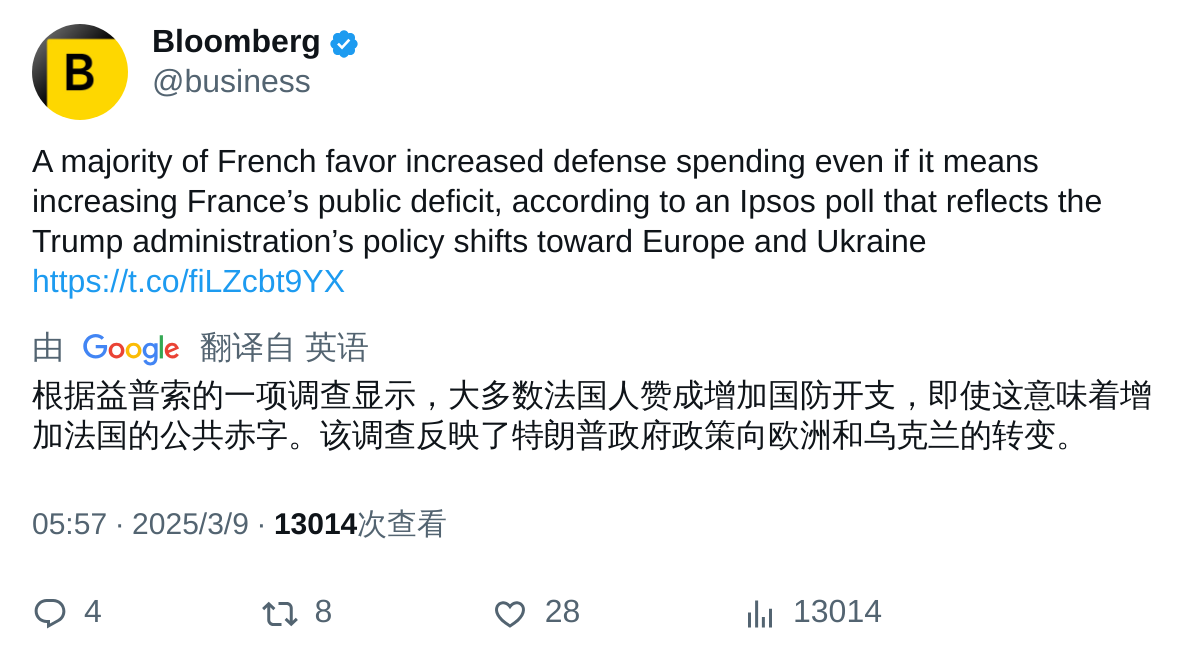 Bloomberg
@business
A majority of French favor increased defense spending even if it means
increasing France’s public deficit, according to an Ipsos poll that reflects the
Trump administration’s policy shifts toward Europe and Ukraine
https://t.co/fiLZcbt9YX
由 Google 翻译自 英语
根据益普索的一项调查显示，大多数法国人赞成增加国防开支，即使这意味着增
加法国的公共赤字。该调查反映了特朗普政府政策向欧洲和乌克兰的转变。
05:57 · 2025/3/9 · 13014次查看
4 8 28 13014